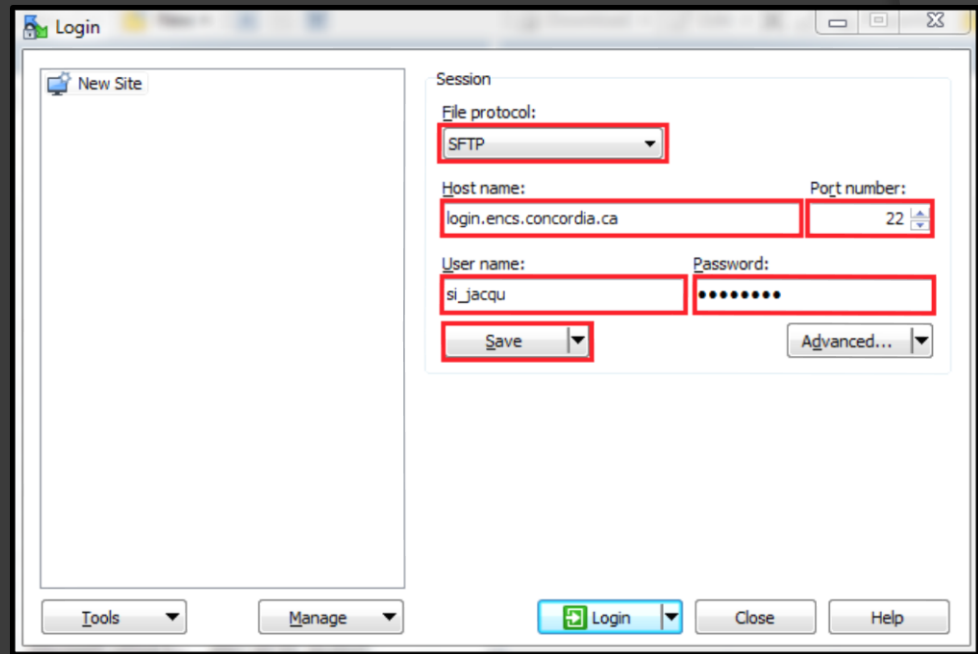 Login
New Site
Session
File protocol:
SFTP
Host name: Port number:
login.encs.concordia.ca 22
User name: Password:
si_jacqu ••••••••
Save Advanced...
Tools Manage Login Close Help